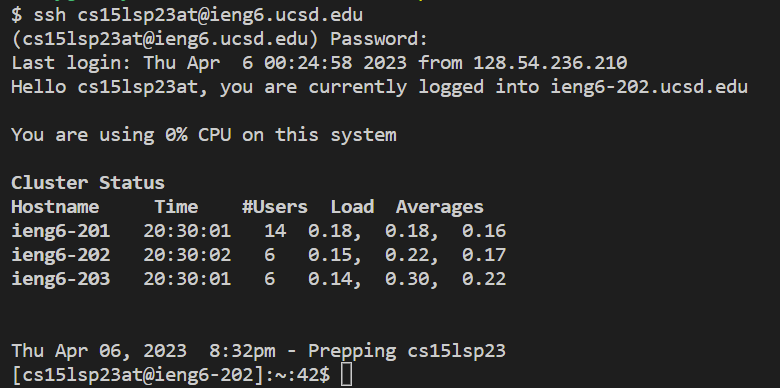 $ ssh cs15lsp23at@ieng6.ucsd.edu
(cs15lsp23at@ieng6.ucsd.edu) Password:
Last login: Thu Apr  6 00:24:58 2023 from 128.54.236.210
Hello cs15lsp23at, you are currently logged into ieng6-202.ucsd.edu
You are using 0% CPU on this system
Cluster Status
Hostname     Time    #Users  Load  Averages
ieng6-201   20:30:01   14  0.18,  0.18,  0.16
ieng6-202   20:30:02   6   0.15,  0.22,  0.17
ieng6-203   20:30:01   6   0.14,  0.30,  0.22
Thu Apr 06, 2023  8:32pm - Prepping cs15lsp23
[cs15lsp23at@ieng6-202]:~:42$